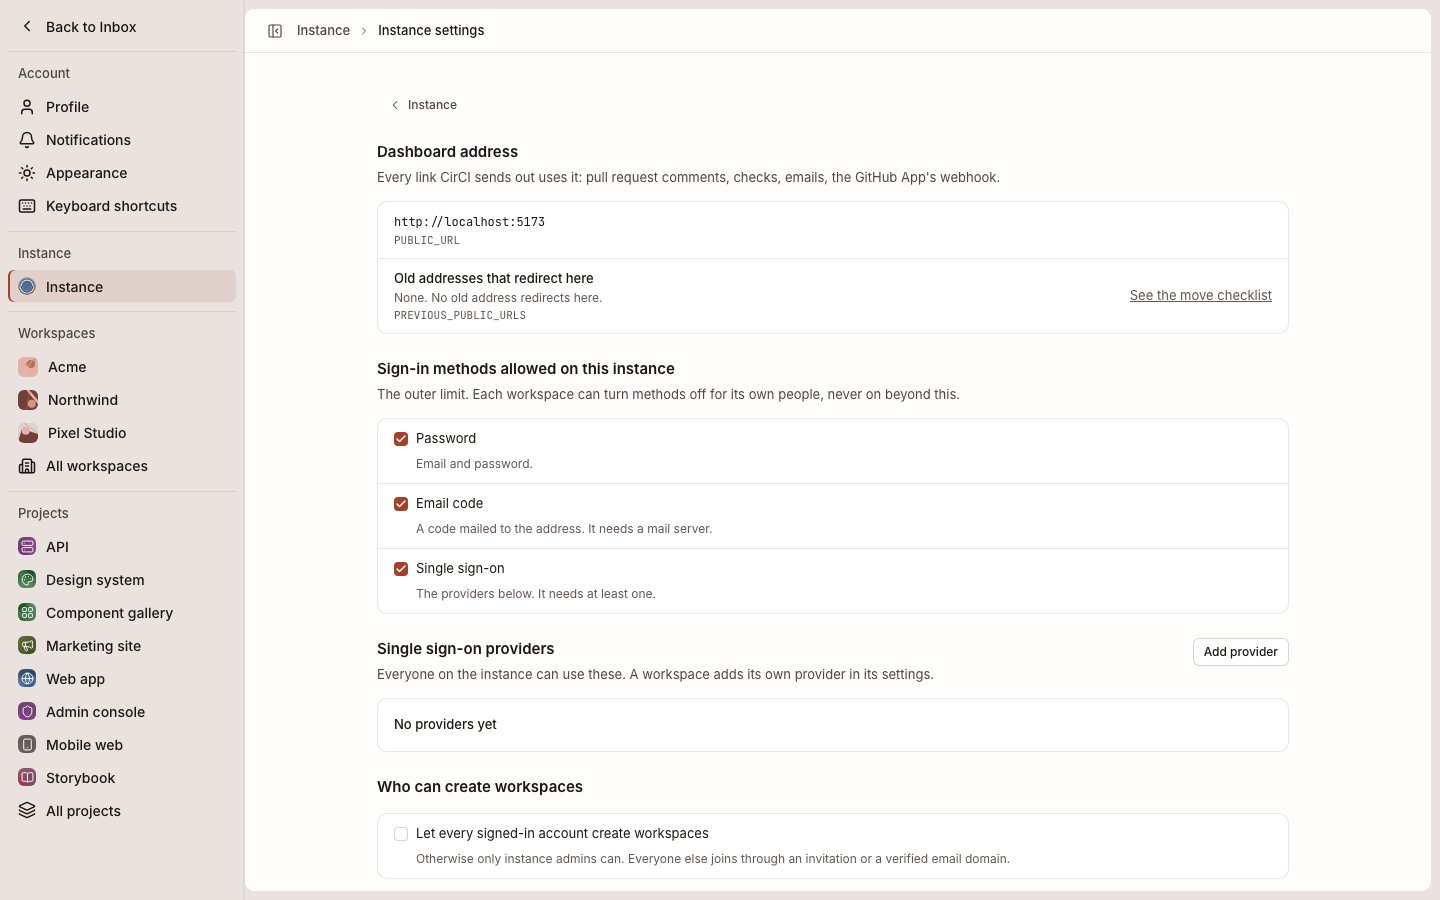 Back to Inbox
Account
Profile
Notifications
Appearance
Keyboard shortcuts
Instance
Instance
Workspaces
Acme
Northwind
Pixel Studio
All workspaces
Projects
API
Design system
Component gallery
Marketing site
Web app
Admin console
Mobile web
Storybook
All projects
Instance > Instance settings
Instance
Dashboard address
Every link CirCI sends out uses it: pull request comments, checks, emails, the GitHub App's webhook.
http://localhost:5173
PUBLIC_URL
Old addresses that redirect here
None. No old address redirects here.
PREVIOUS_PUBLIC_URLS
See the move checklist
Sign-in methods allowed on this instance
The outer limit. Each workspace can turn methods off for its own people, never on beyond this.
Password
Email and password.
Email code
A code mailed to the address. It needs a mail server.
Single sign-on
The providers below. It needs at least one.
Single sign-on providers
Add provider
Everyone on the instance can use these. A workspace adds its own provider in its settings.
No providers yet
Who can create workspaces
Let every signed-in account create workspaces
Otherwise only instance admins can. Everyone else joins through an invitation or a verified email domain.